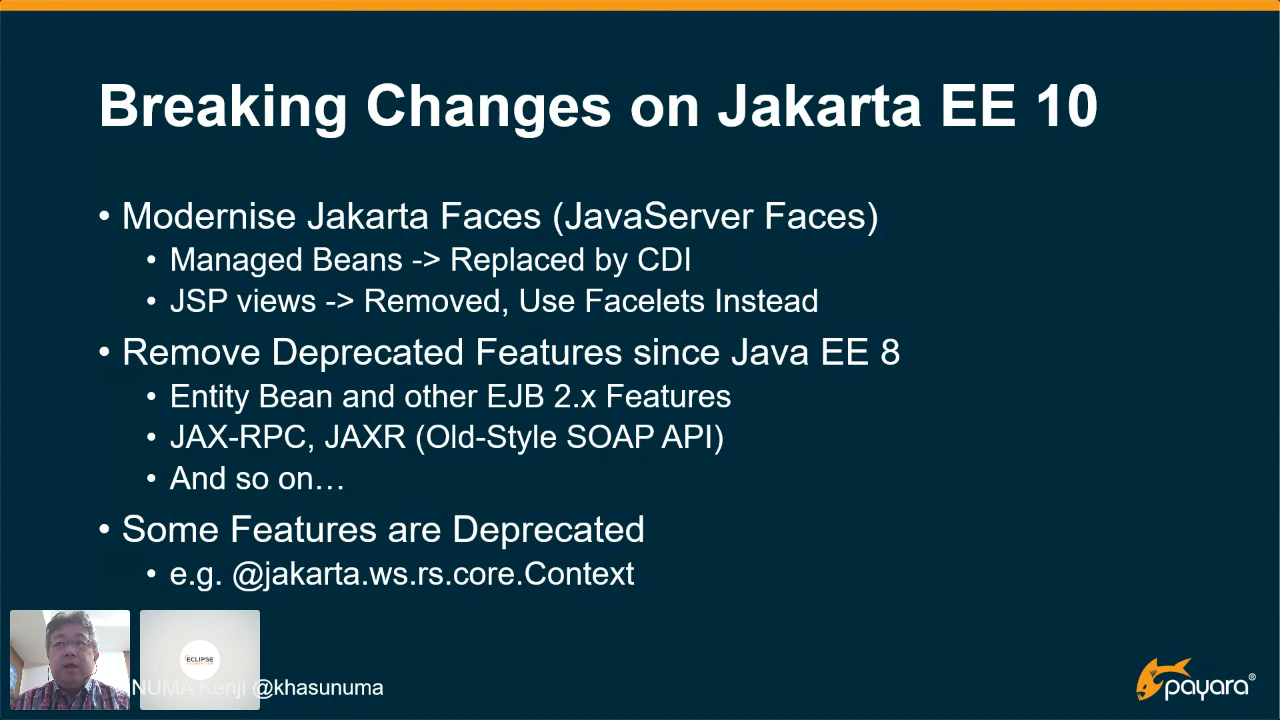 Breaking Changes on Jakarta EE 10
• Modernise Jakarta Faces (JavaServer Faces)
• Managed Beans -> Replaced by CDI
• JSP views -> Removed, Use Facelets Instead
• Remove Deprecated Features since Java EE 8
• Entity Bean and other EJB 2.x Features
• JAX-RPC, JAXR (Old-Style SOAP API)
• And so on…
• Some Features are Deprecated
• e.g. @jakarta.ws.rs.core.Context
ECLIPSE
NUMA Kenji @khasunuma
payara®